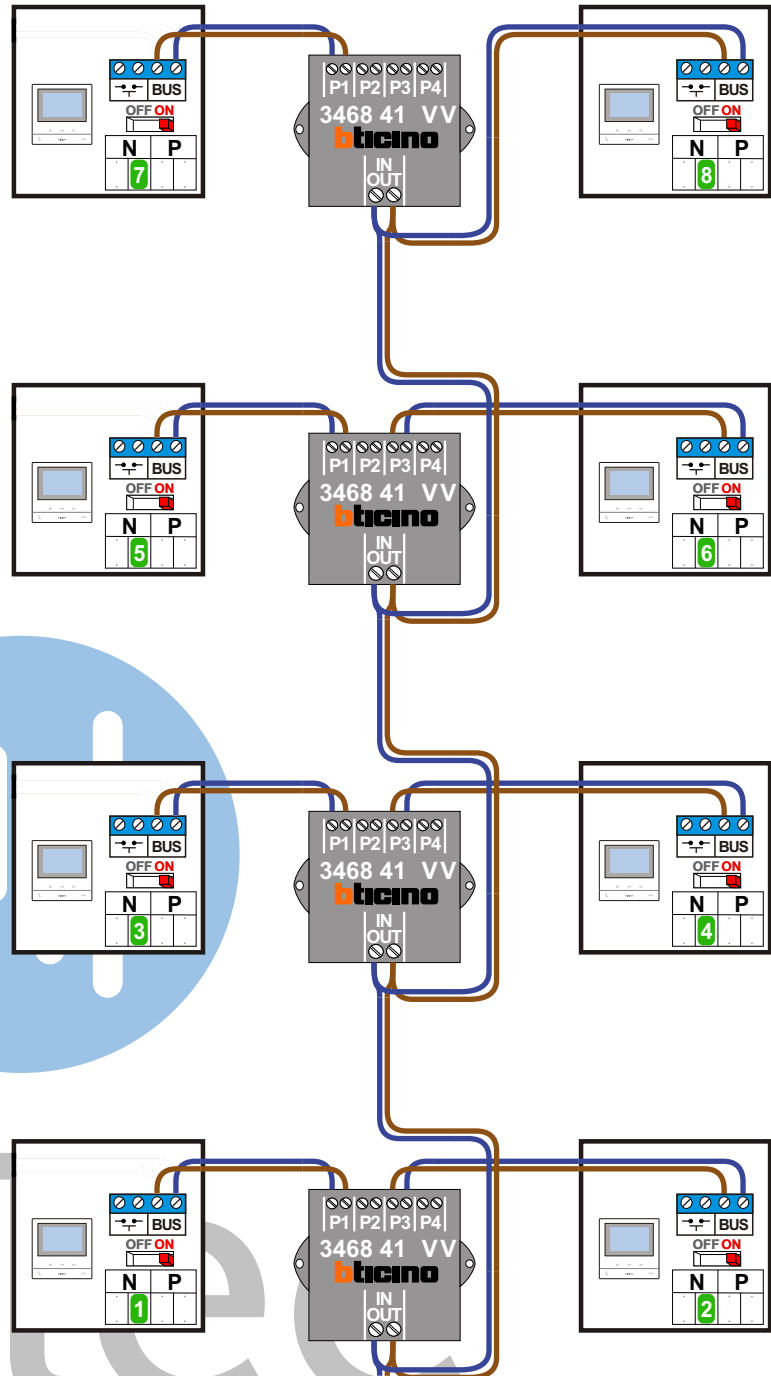 P1 P2 P3 P4
BUS
BUS
OFF ON
3468 41 VV
OFF ON
bticino
N P
N P
IN
7
OUT
8
P1 P2 P3 P4
BUS
BUS
OFF ON
3468 41 VV
OFF ON
bticino
N P
N P
IN
5
OUT
6
P1 P2 P3 P4
BUS
BUS
OFF ON
3468 41 VV
OFF ON
bticino
N P
N P
IN
3
OUT
4
P1 P2 P3 P4
BUS
BUS
OFF ON
3468 41 VV
OFF ON
bticino
N P
N P
IN
1
OUT
2